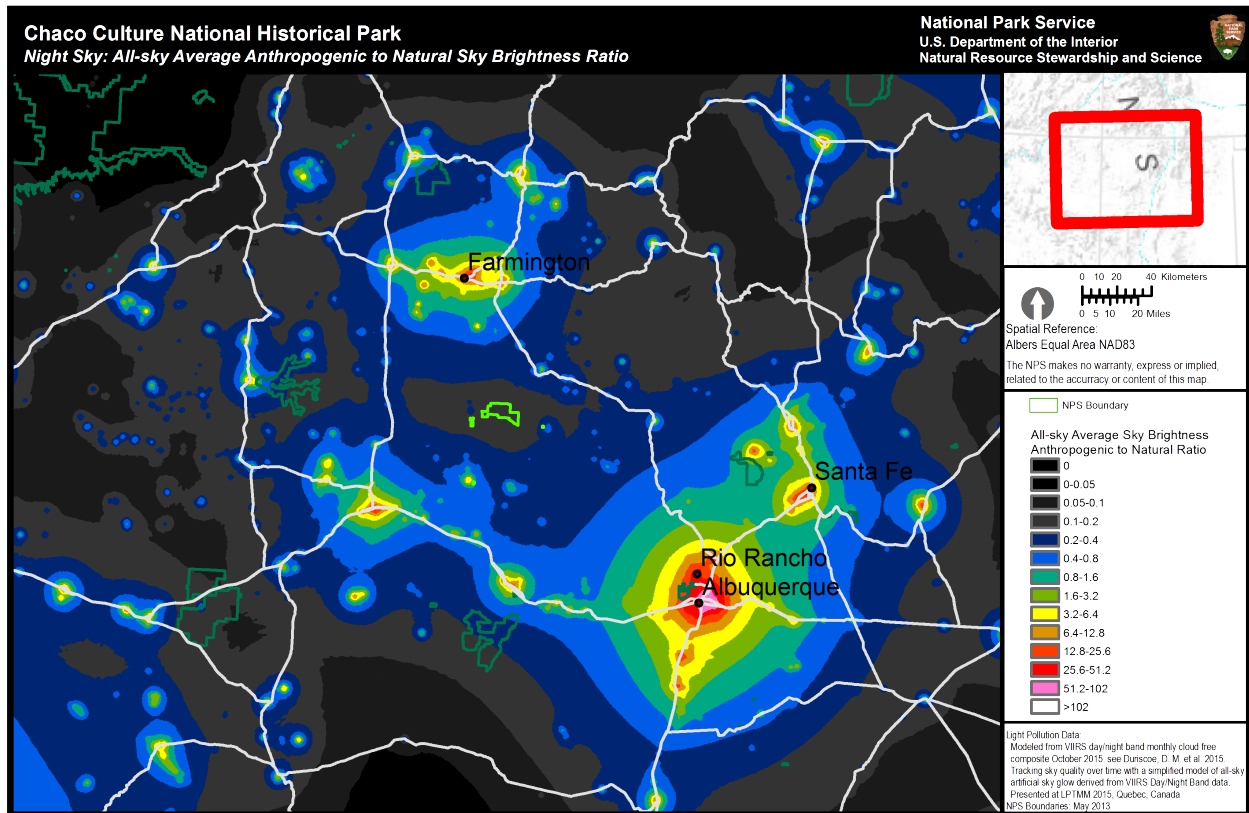 Chaco Culture National Historical Park
Night Sky: All-sky Average Anthropogenic to Natural Sky Brightness Ratio
National Park Service
U.S. Department of the Interior
Natural Resource Stewardship and Science
NATIONAL PARK SERVICE
N
S
Farmington
Santa Fe
Rio Rancho
Albuquerque
0 10 20 40 Kilometers
0 5 10 20 Miles
Spatial Reference:
Albers Equal Area NAD83
The NPS makes no warranty, express or implied,
related to the accurracy or content of this map.
NPS Boundary
All-sky Average Sky Brightness
Anthropogenic to Natural Ratio
0
0-0.05
0.05-0.1
0.1-0.2
0.2-0.4
0.4-0.8
0.8-1.6
1.6-3.2
3.2-6.4
6.4-12.8
12.8-25.6
25.6-51.2
51.2-102
>102
Light Pollution Data:
Modeled from VIIRS day/night band monthly cloud free
composite October 2015 see Duriscoe, D. M. et al. 2015.
Tracking sky quality over time with a simplified model of all-sky
artificial sky glow derived from VIIRS Day/Night Band data.
Presented at LPTMM 2015, Quebec, Canada
NPS Boundaries: May 2013